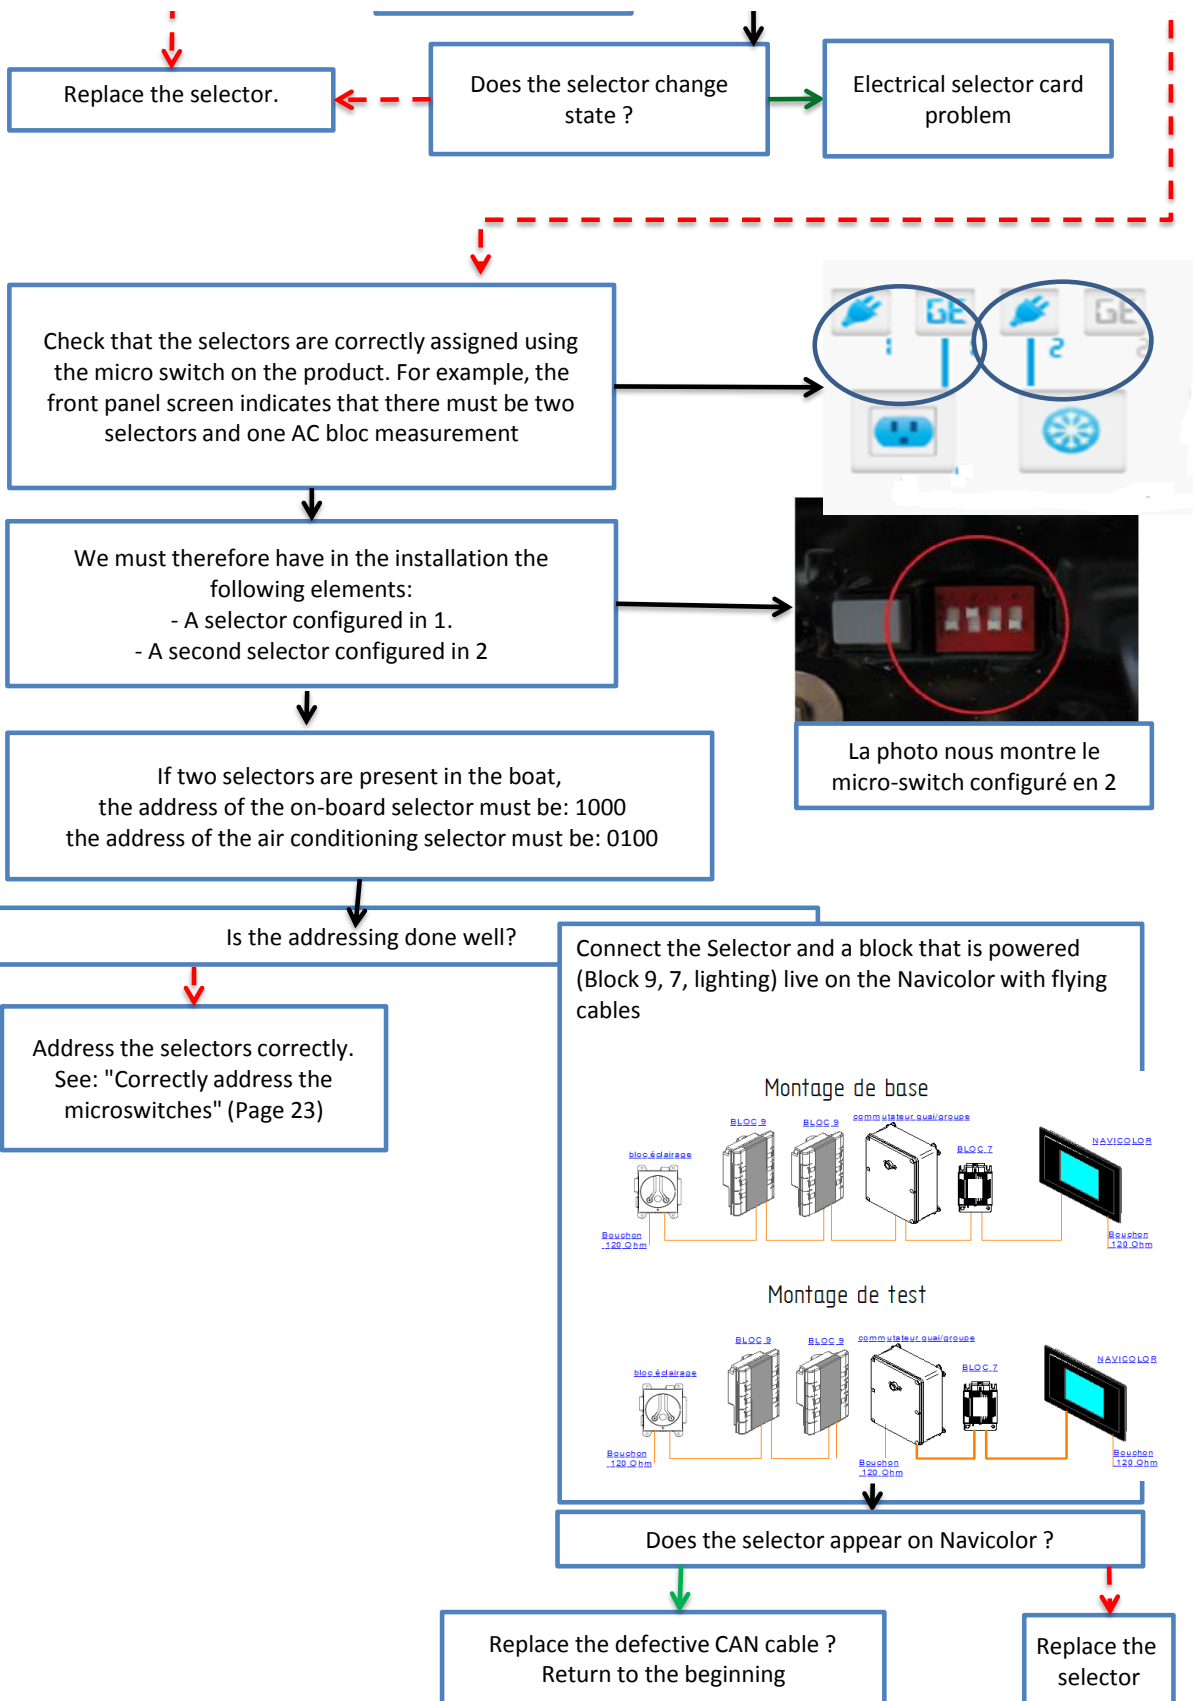 Replace the selector.
Does the selector change
state ?
Electrical selector card
problem
Check that the selectors are correctly assigned using
the micro switch on the product. For example, the
front panel screen indicates that there must be two
selectors and one AC bloc measurement
GE
GE
1
2
2
We must therefore have in the installation the
following elements:
- A selector configured in 1.
- A second selector configured in 2
La photo nous montre le
micro-switch configuré en 2
If two selectors are present in the boat,
the address of the on-board selector must be: 1000
the address of the air conditioning selector must be: 0100
Is the addressing done well?
Address the selectors correctly.
See: "Correctly address the
microswitches" (Page 23)
Connect the Selector and a block that is powered
(Block 9, 7, lighting) live on the Navicolor with flying
cables
Montage de base
bloc éclairage
BLOC 9
BLOC 9
commutateur quai/groupe
BLOC 7
NAVICOLOR
Bouchon
120 Ohm
Bouchon
120 Ohm
Montage de test
bloc éclairage
BLOC 9
BLOC 9
commutateur quai/groupe
BLOC 7
NAVICOLOR
Bouchon
120 Ohm
Bouchon
120 Ohm
Bouchon
120 Ohm
Does the selector appear on Navicolor ?
Replace the defective CAN cable ?
Return to the beginning
Replace the
selector